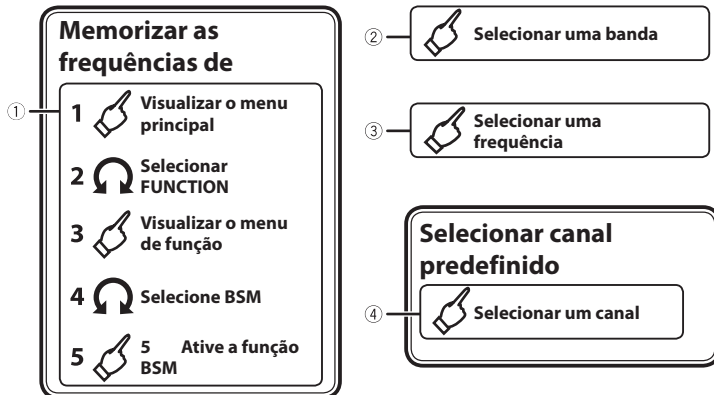 Memorizar as
frequências de
①
1 Visualizar o menu
principal
2 Selecionar
FUNCTION
3 Visualizar o menu
de função
4 Selecione BSM
5 5 Ative a função
BSM
② Selecionar uma banda
③ Selecionar uma
frequência
Selecionar canal
predefinido
④ Selecionar um canal